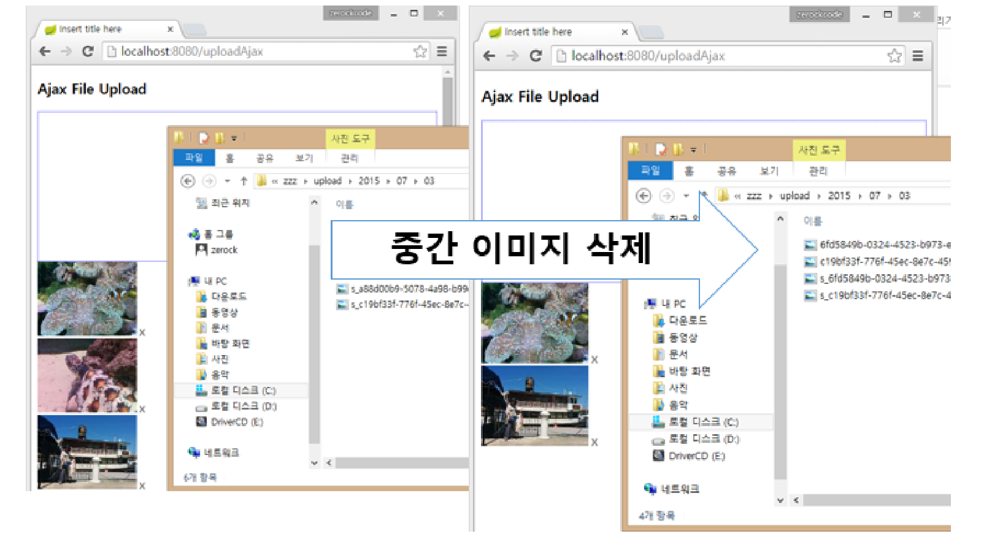 zerockcode
Insert title here
localhost:8080/uploadAjax
Ajax File Upload
사진 도구
파일 홈 공유 보기 관리
« zzz › upload › 2015 › 07 › 03
최근 위치
이름
홈 그룹
zerock
내 PC
다운로드
동영상
문서
바탕 화면
사진
음악
로컬 디스크 (C:)
로컬 디스크 (D:)
DriverCD (E:)
네트워크
6개 항목
s_a88d00b9-5078-4a98-b99
s_c19bf33f-776f-45ec-8e7c-
X
X
X
중간 이미지 삭제
zerockcode
Insert title here
localhost:8080/uploadAjax
Ajax File Upload
사진 도구
파일 홈 공유 보기 관리
« zzz › upload › 2015 › 07 › 03
최근
이름
6fd5849b-0324-4523-b973-e
c19bf33f-776f-45ec-8e7c-45
s_6fd5849b-0324-4523-b973
s_c19bf33f-776f-45ec-8e7c-4
내 PC
다운로드
동영상
문서
바탕 화면
사진
음악
로컬 디스크 (C:)
로컬 디스크 (D:)
DriverCD (E:)
네트워크
4개 항목
X
X